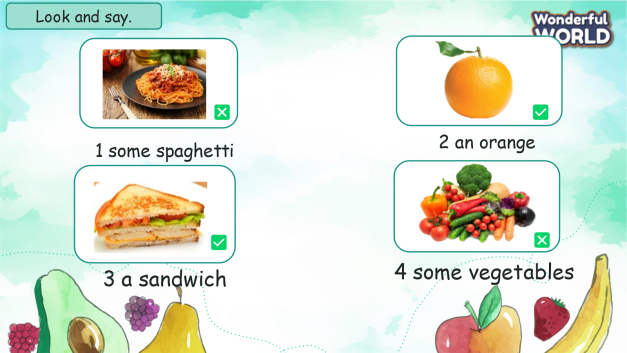 Look and say.
Wonderful
WORLD
1 some spaghetti
2 an orange
3 a sandwich
4 some vegetables